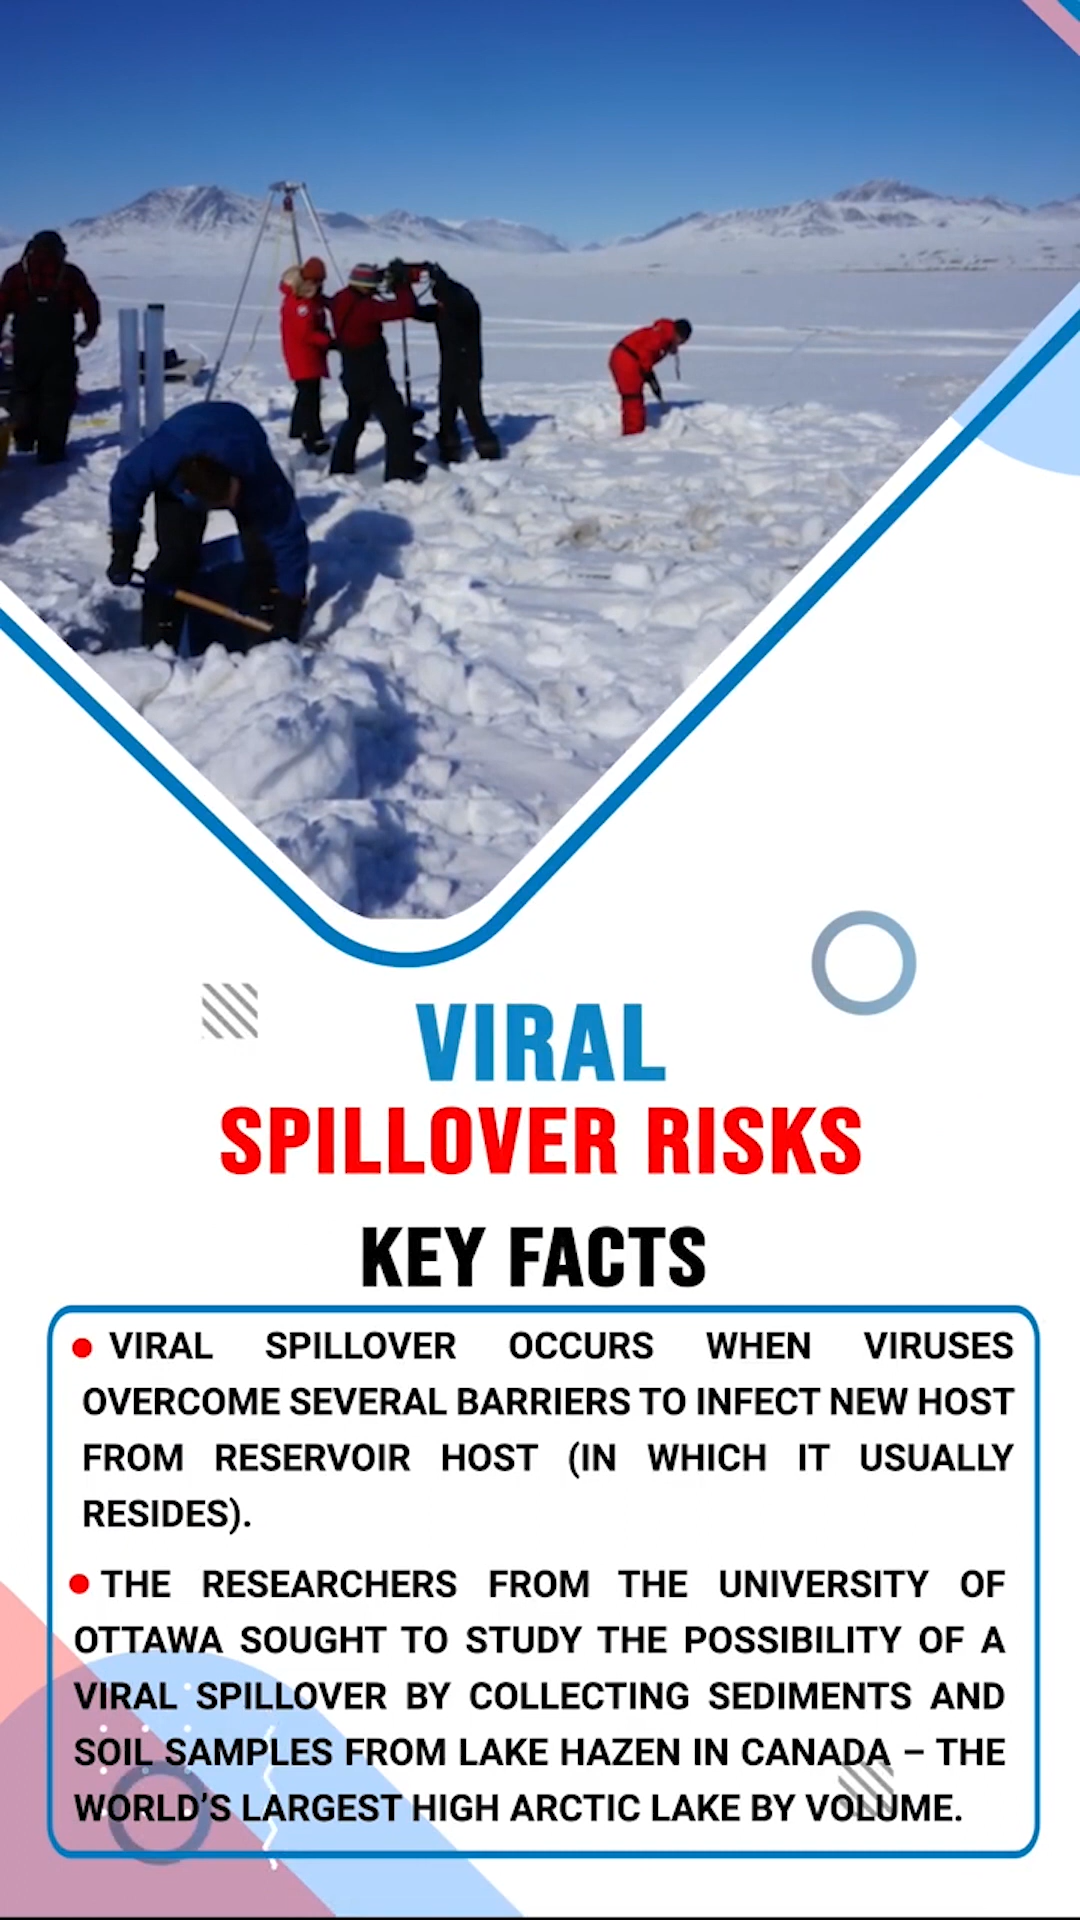 VIRAL
SPILLOVER RISKS
KEY FACTS
VIRAL SPILLOVER OCCURS WHEN VIRUSES
OVERCOME SEVERAL BARRIERS TO INFECT NEW HOST
FROM RESERVOIR HOST (IN WHICH IT USUALLY
RESIDES).
THE RESEARCHERS FROM THE UNIVERSITY OF
OTTAWA SOUGHT TO STUDY THE POSSIBILITY OF A
VIRAL SPILLOVER BY COLLECTING SEDIMENTS AND
SOIL SAMPLES FROM LAKE HAZEN IN CANADA – THE
WORLD'S LARGEST HIGH ARCTIC LAKE BY VOLUME.